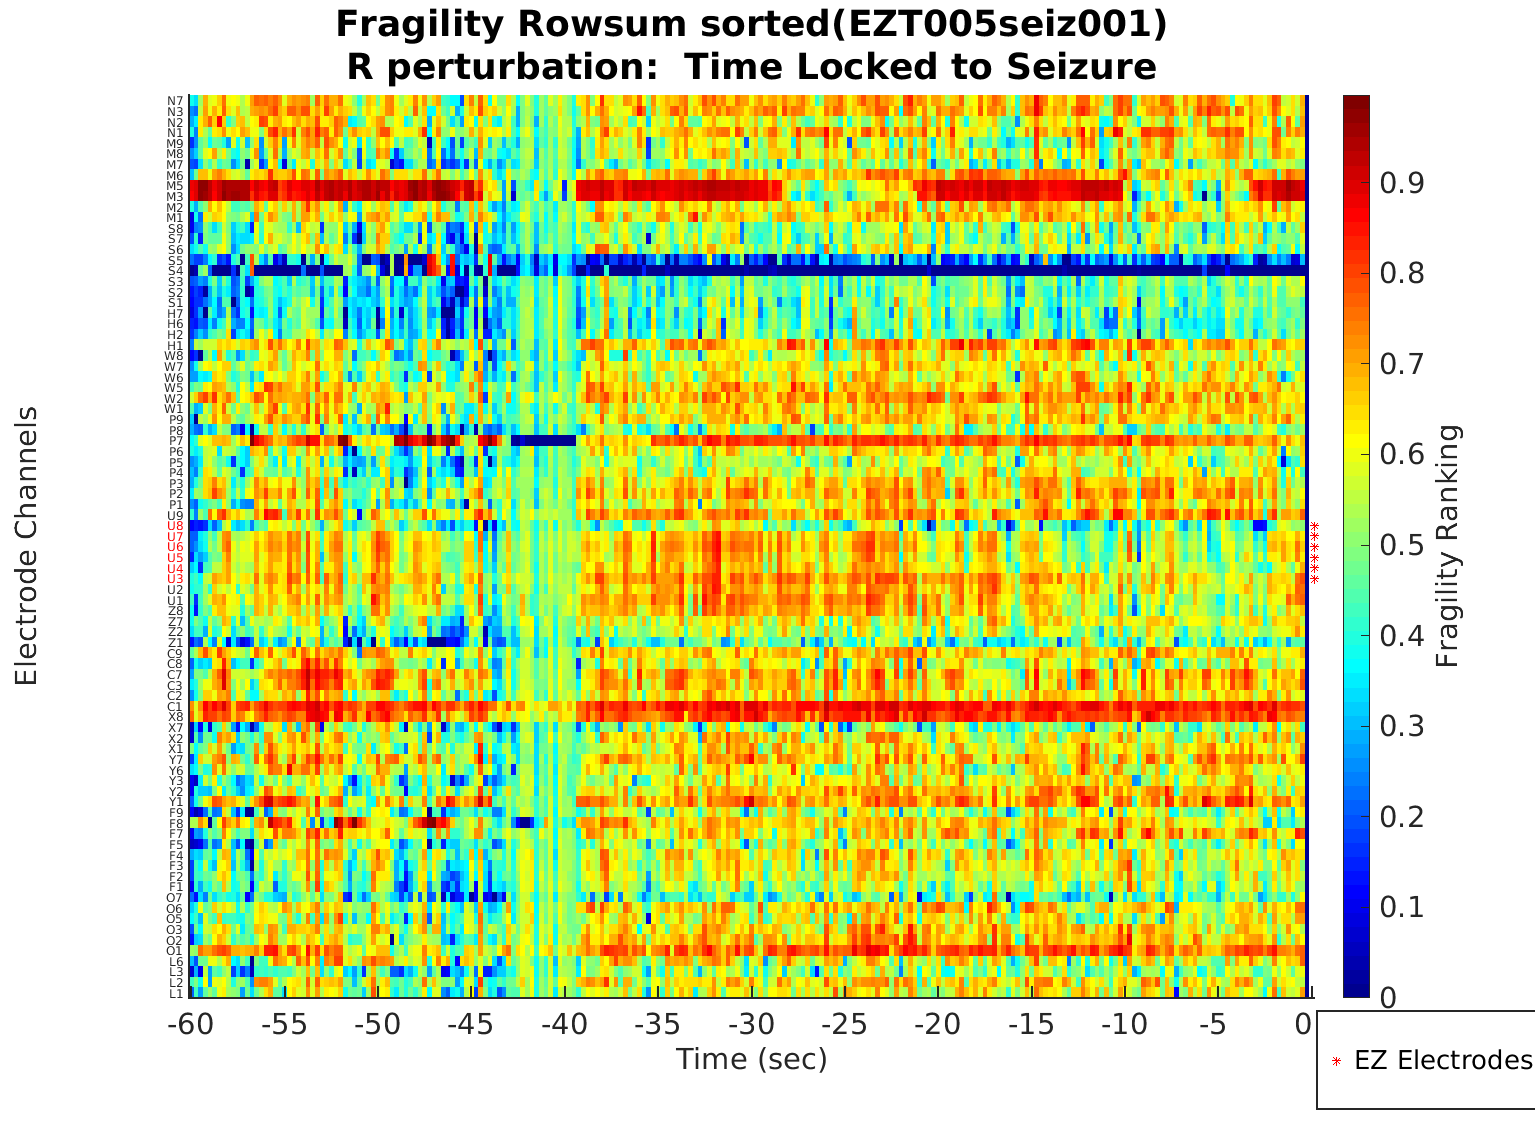 Fragility Rowsum sorted(EZT005seiz001)
R perturbation:  Time Locked to Seizure
Electrode Channels
N7
N3
N2
N1
M9
M8
M7
M6
M5
M3
M2
M1
S8
S7
S6
S5
S4
S3
S2
S1
H7
H6
H2
H1
W8
W7
W6
W5
W2
W1
P9
P8
P7
P6
P5
P4
P3
P2
P1
U9
U8
U7
U6
U5
U4
U3
U2
U1
Z8
Z7
Z2
Z1
C9
C8
C7
C3
C2
C1
X8
X7
X2
X1
Y7
Y6
Y3
Y2
Y1
F9
F8
F7
F5
F4
F3
F2
F1
O7
O6
O5
O3
O2
O1
L6
L3
L2
L1
-60 -55 -50 -45 -40 -35 -30 -25 -20 -15 -10 -5 0
Time (sec)
0.9
0.8
0.7
0.6
0.5
0.4
0.3
0.2
0.1
0
Fragility Ranking
EZ Electrodes